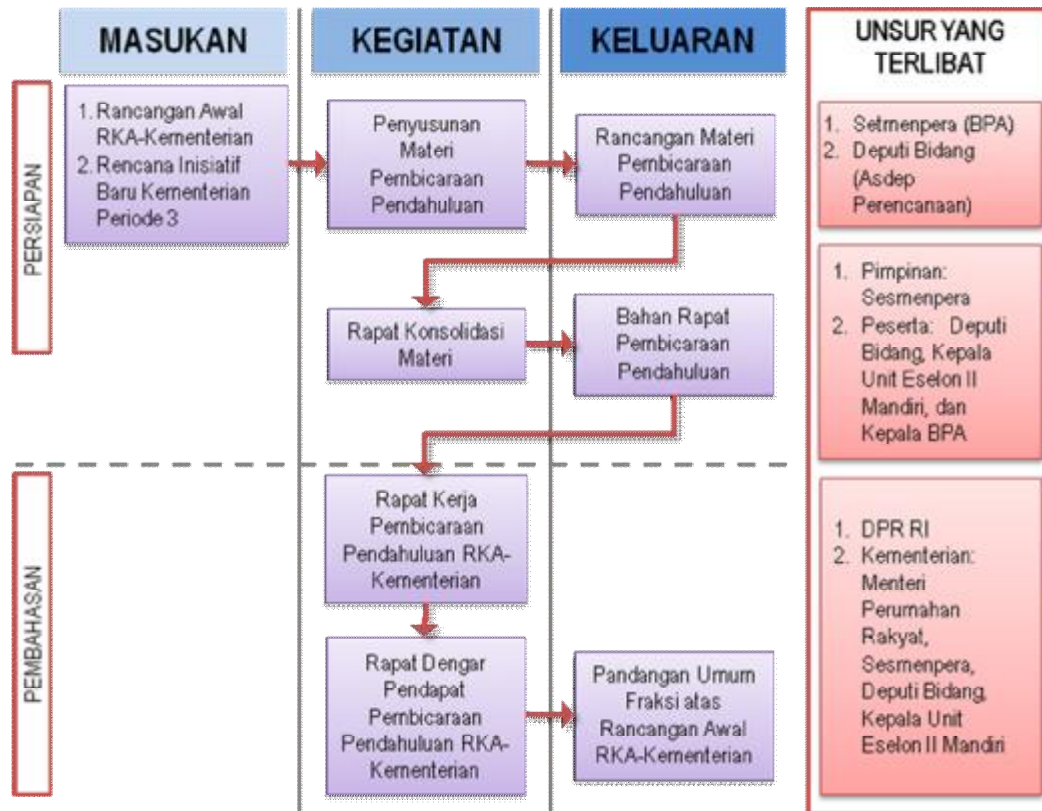 MASUKAN
KEGIATAN
KELUARAN
UNSUR YANG
TERLIBAT
PERSIAPAN
1. Rancangan Awal
RKA-Kementerian
2. Rencana Inisiatif
Baru Kementerian
Periode 3
Penyusunan
Materi
Pembicaraan
Pendahuluan
Rancangan Materi
Pembicaraan
Pendahuluan
1. Setmenpera (BPA)
2. Deputi Bidang
(Asdep
Perencanaan)
Rapat Konsolidasi
Materi
Bahan Rapat
Pembicaraan
Pendahuluan
1. Pimpinan:
Sesmenpera
2. Peserta: Deputi
Bidang, Kepala
Unit Eselon II
Mandiri, dan
Kepala BPA
PEMBAHASAN
Rapat Kerja
Pembicaraan
Pendahuluan RKA-
Kementerian
Rapat Dengar
Pendapat
Pembicaraan
Pendahuluan RKA-
Kementerian
Pandangan Umum
Fraksi atas
Rancangan Awal
RKA-Kementerian
1. DPR RI
2. Kementerian:
Menteri
Perumahan
Rakyat,
Sesmenpera,
Deputi Bidang,
Kepala Unit
Eselon II Mandiri